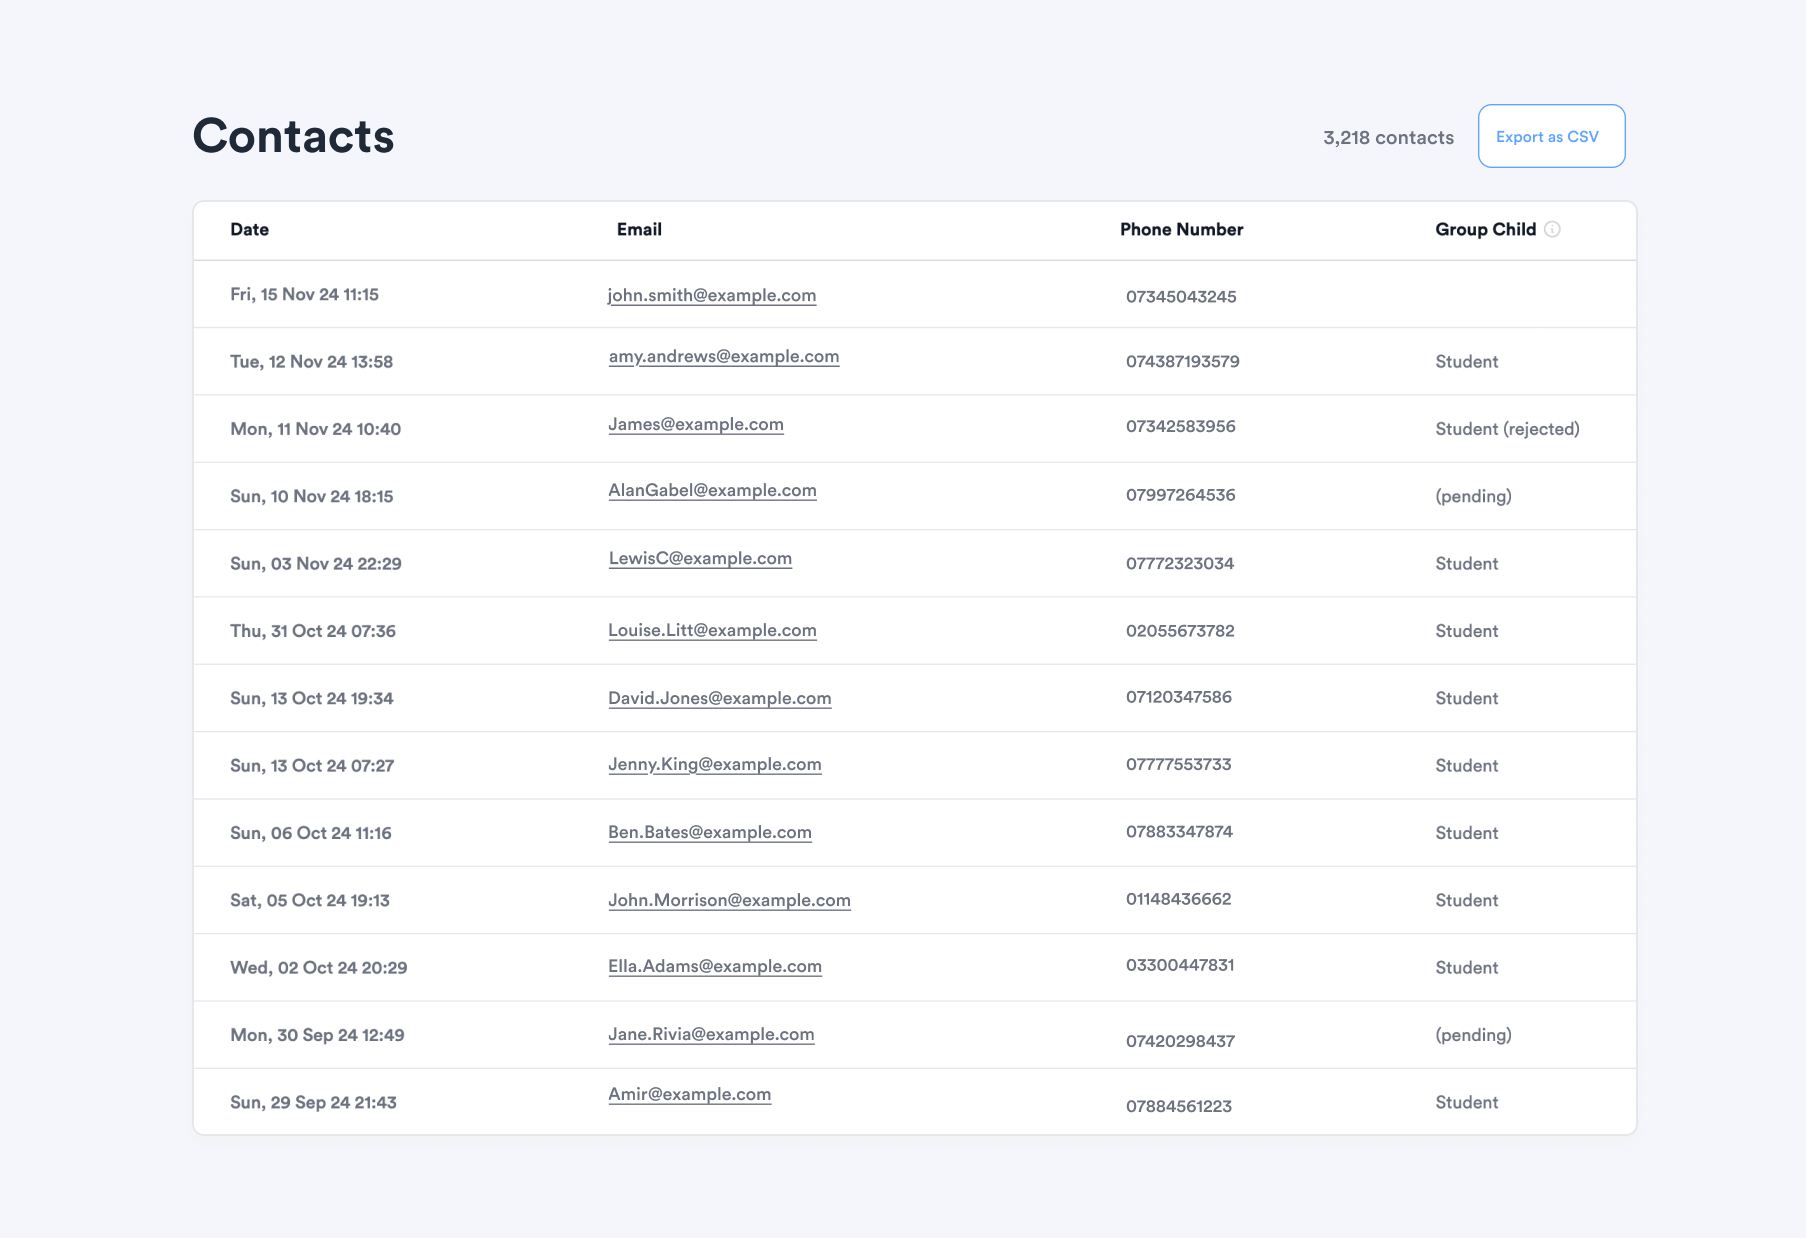 Contacts
3,218 contacts
Export as CSV
Date Email Phone Number Group Child
Fri, 15 Nov 24 11:15 john.smith@example.com 07345043245
Tue, 12 Nov 24 13:58 amy.andrews@example.com 074387193579 Student
Mon, 11 Nov 24 10:40 James@example.com 07342583956 Student (rejected)
Sun, 10 Nov 24 18:15 AlanGabel@example.com 07997264536 (pending)
Sun, 03 Nov 24 22:29 LewisC@example.com 07772323034 Student
Thu, 31 Oct 24 07:36 Louise.Litt@example.com 02055673782 Student
Sun, 13 Oct 24 19:34 David.Jones@example.com 07120347586 Student
Sun, 13 Oct 24 07:27 Jenny.King@example.com 07777553733 Student
Sun, 06 Oct 24 11:16 Ben.Bates@example.com 07883347874 Student
Sat, 05 Oct 24 19:13 John.Morrison@example.com 01148436662 Student
Wed, 02 Oct 24 20:29 Ella.Adams@example.com 03300447831 Student
Mon, 30 Sep 24 12:49 Jane.Rivia@example.com 07420298437 (pending)
Sun, 29 Sep 24 21:43 Amir@example.com 07884561223 Student